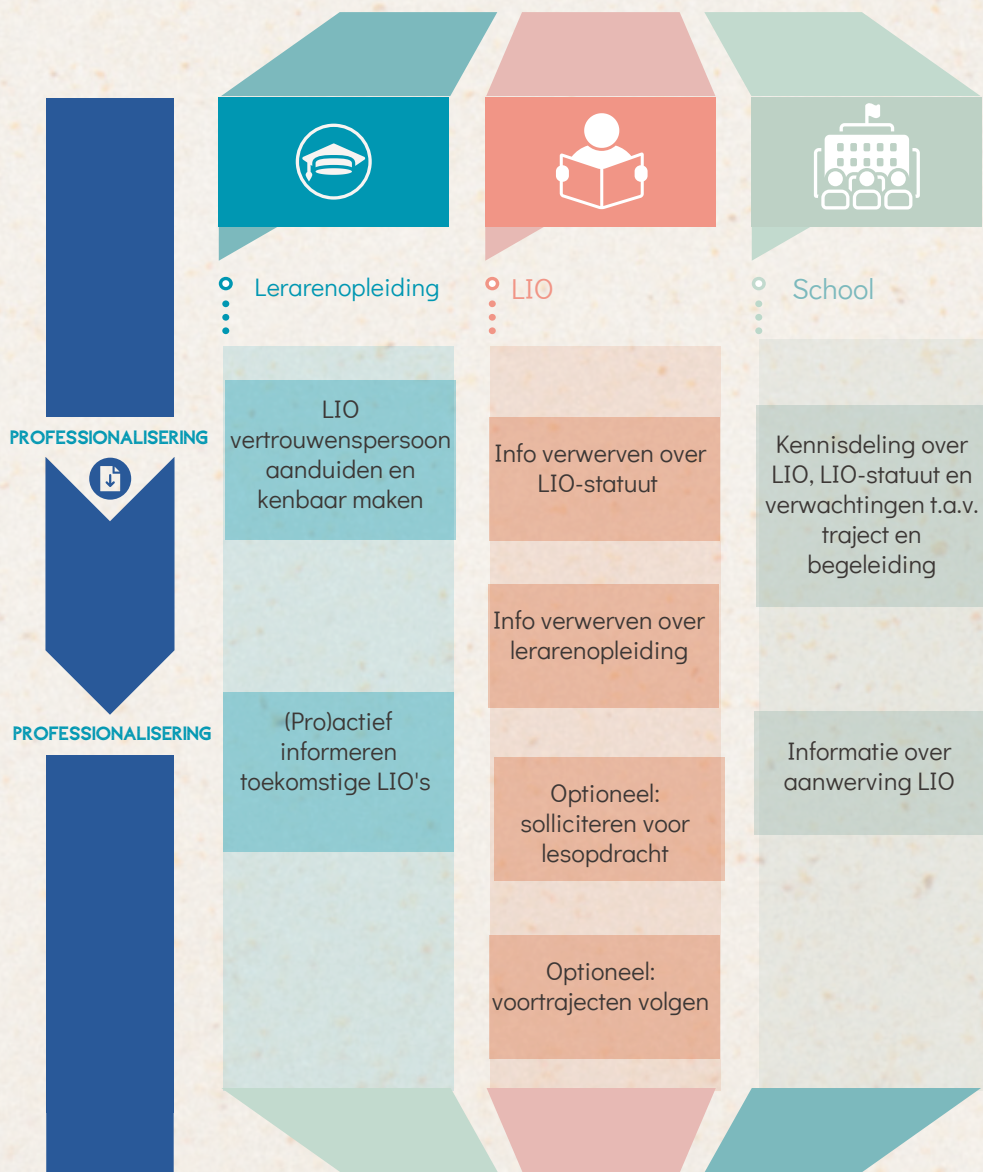 Lerarenopleiding
LIO
School
PROFESSIONALISERING
LIO
vertrouwenspersoon
aanduiden en
kenbaar maken
Info verwerven over
LIO-statuut
Kennisdeling over
LIO, LIO-statuut en
verwachtingen t.a.v.
traject en
begeleiding
Info verwerven over
lerarenopleiding
PROFESSIONALISERING
(Pro)actief
informeren
toekomstige LIO's
Optioneel:
solliciteren voor
lesopdracht
Informatie over
aanwerving LIO
Optioneel:
voortrajecten volgen